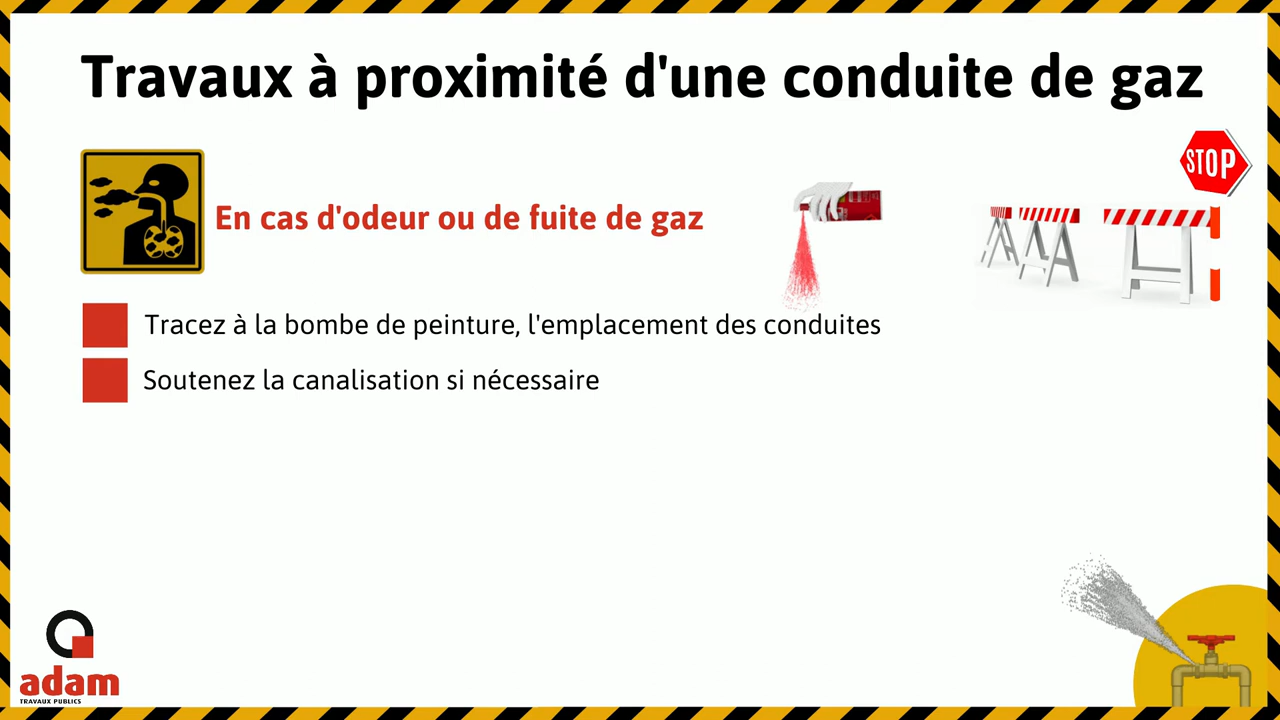 Travaux à proximité d'une conduite de gaz
STOP
En cas d'odeur ou de fuite de gaz
Tracez à la bombe de peinture, l'emplacement des conduites
Soutenez la canalisation si nécessaire
adam
TRAVAUX PUBLICS